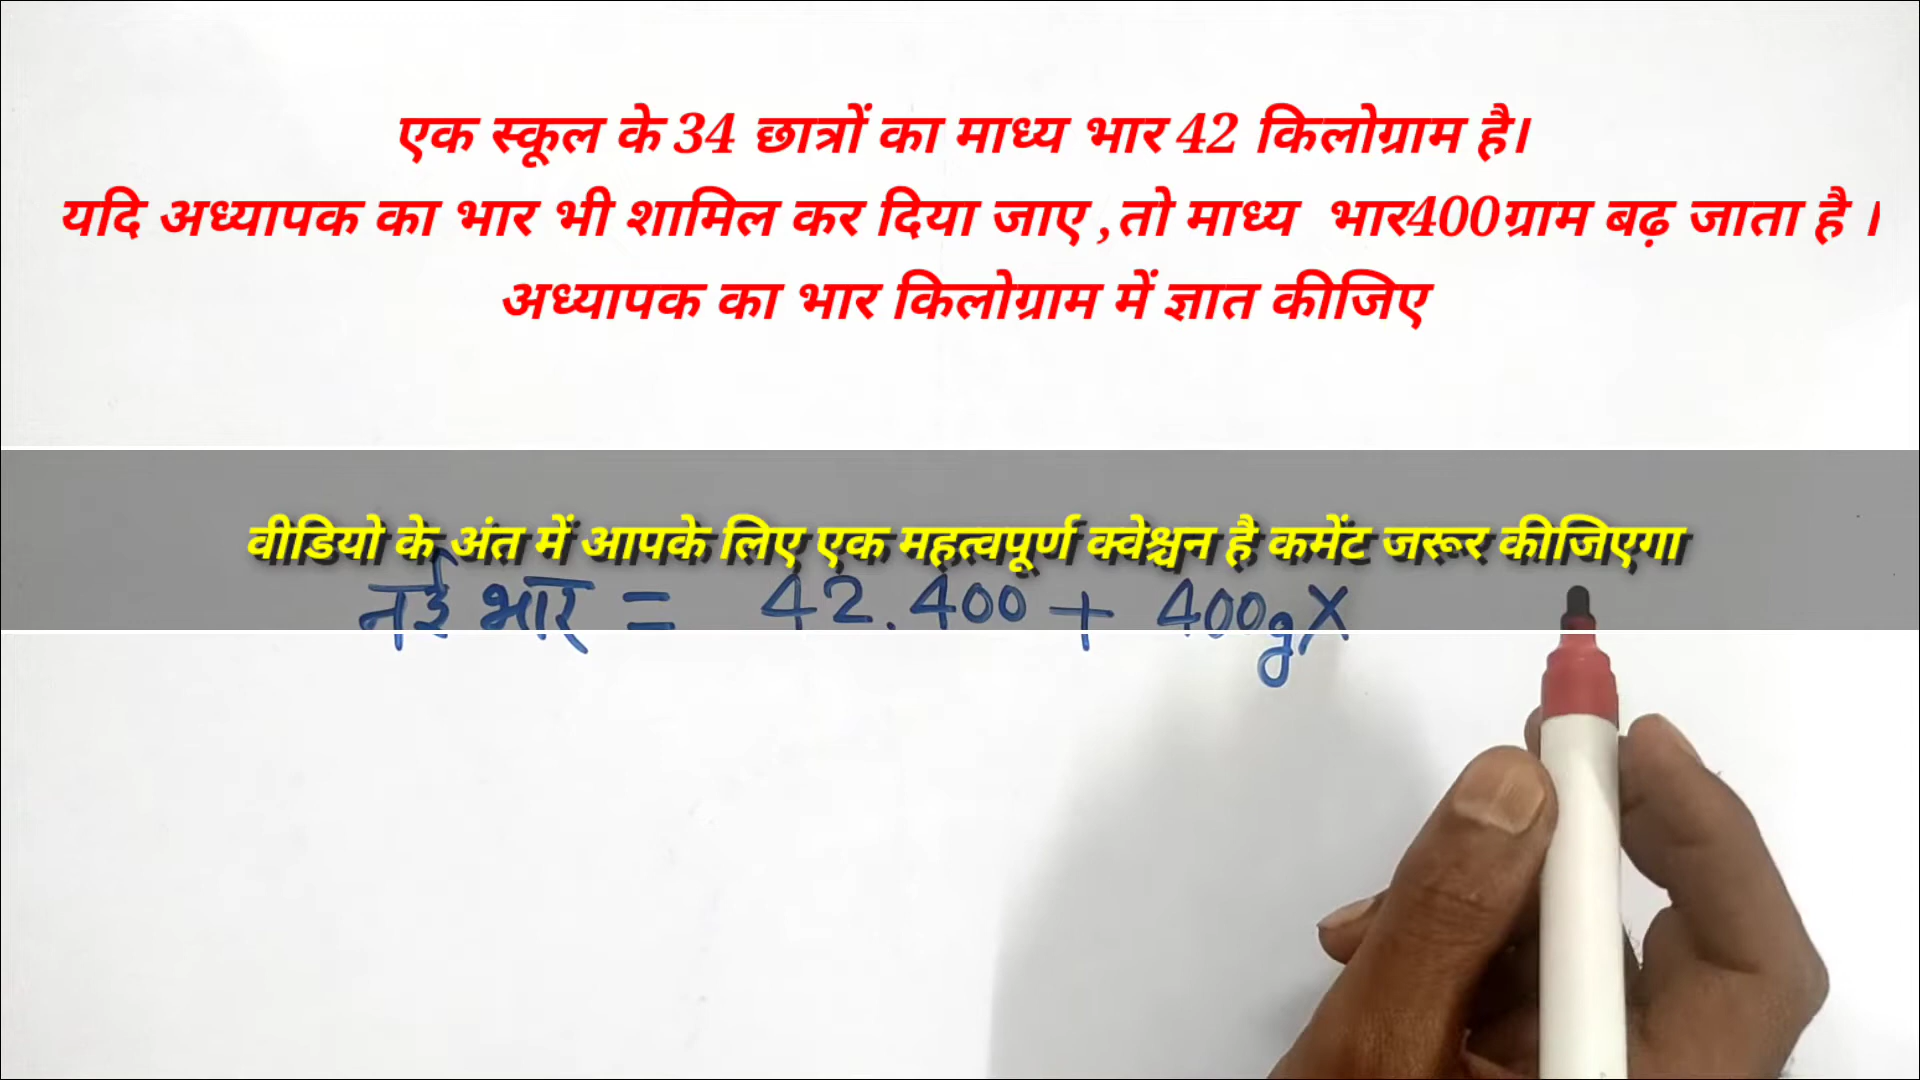 एक स्कूल के 34 छात्रों का माध्य भार 42 किलोग्राम है।
यदि अध्यापक का भार भी शामिल कर दिया जाए ,तो माध्य भार400ग्राम बढ़ जाता है ।
अध्यापक का भार किलोग्राम में ज्ञात कीजिए
वीडियो के अंत में आपके लिए एक महत्वपूर्ण क्वेश्चन है कमेंट जरूर कीजिएगा
नई भार = 42.400 + 400gX